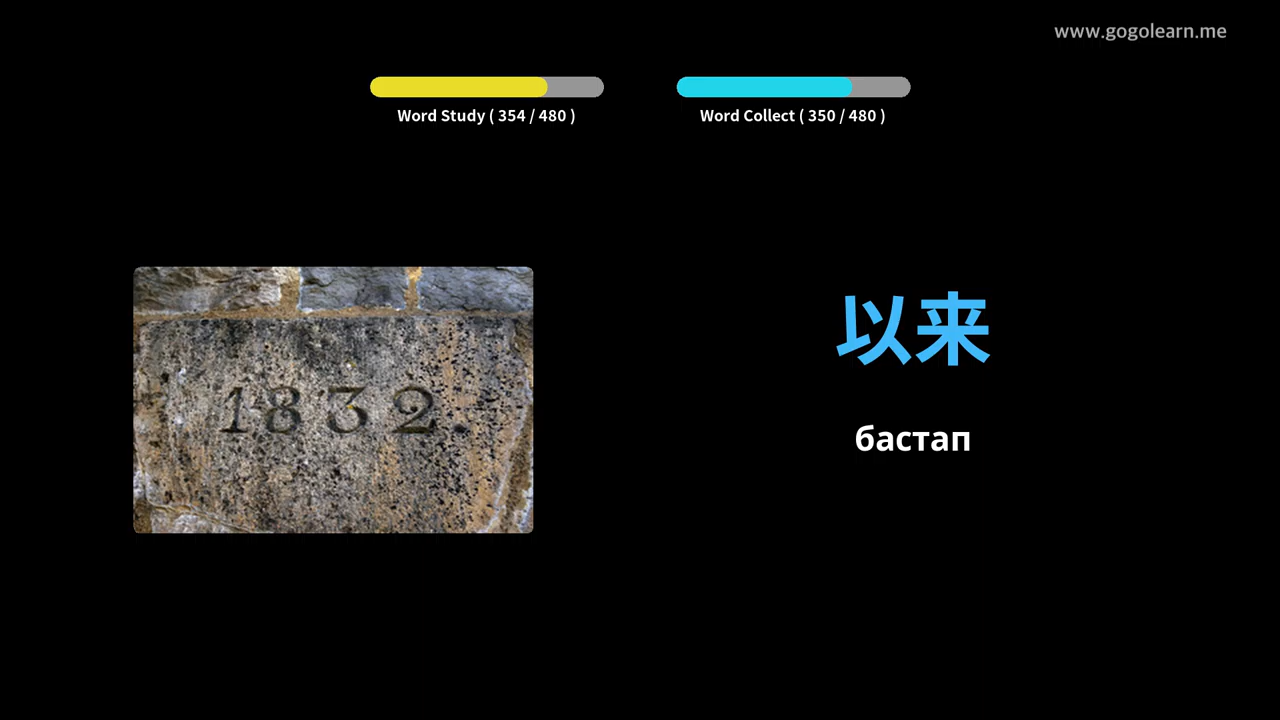 www.gogolearn.me
Word Study ( 354 / 480 )
Word Collect ( 350 / 480 )
1832.
以来
бастап